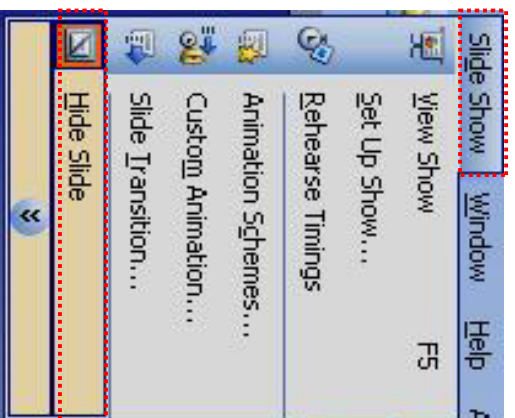 Slide Show Window Help
View Show F5
Set Up Show...
Rehearse Timings
Animation Schemes...
Custom Animation...
Slide Transition...
Hide Slide